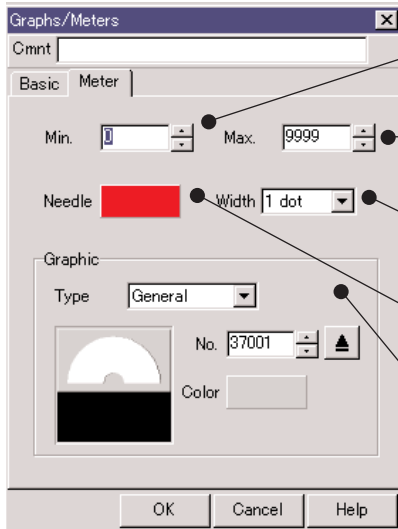 Graphs/Meters
Cmnt
Basic Meter
Min. 0 Max. 9999
Needle Width 1 dot
Graphic
Type General
No. 37001
Color
OK Cancel Help